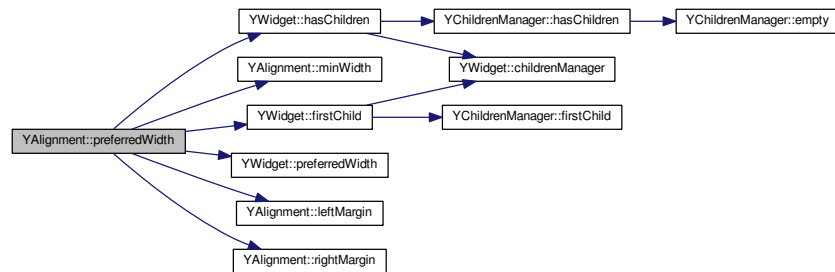 YWidget::hasChildren
YChildrenManager::hasChildren
YChildrenManager::empty
YAlignment::minWidth
YWidget::childrenManager
YWidget::firstChild
YChildrenManager::firstChild
YAlignment::preferredWidth
YWidget::preferredWidth
YAlignment::leftMargin
YAlignment::rightMargin